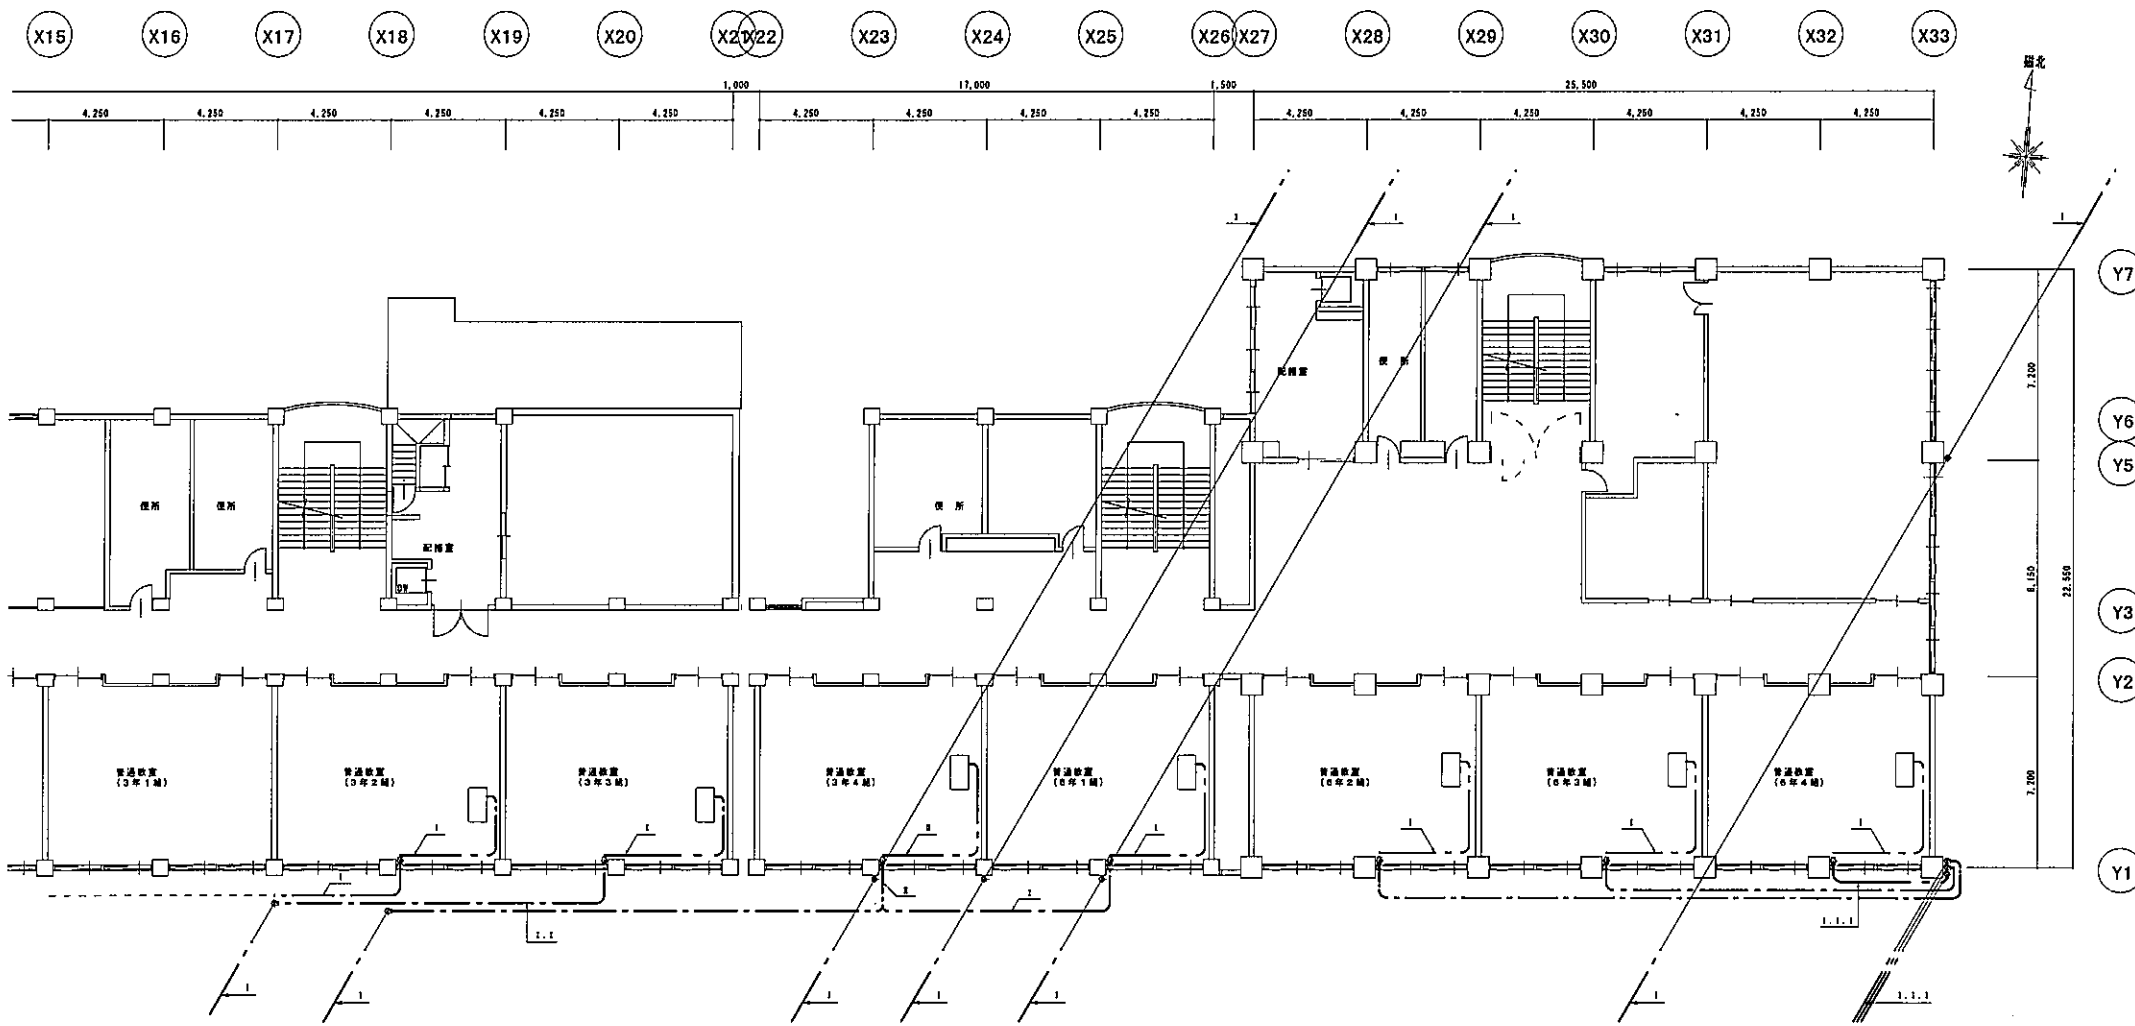 X15 X16 X17 X18 X19 X20 X21 X22 X23 X24 X25 X26 X27 X28 X29 X30 X31 X32 X33
磁北
1,000 17,000 1,500 25,500
4,250 4,250 4,250 4,250 4,250 4,250 4,250 4,250 4,250 4,250 4,250 4,250 4,250 4,250 4,250 4,250
Y7
配膳室
便所
7,200
Y6
Y5
便所
便所
便所
配膳室
DW
8,150
22,550
Y3
Y2
普通教室
(3年1組)
普通教室
(3年2組)
普通教室
(3年3組)
普通教室
(3年4組)
普通教室
(6年1組)
普通教室
(6年2組)
普通教室
(6年3組)
普通教室
(6年4組)
7,200
Y1